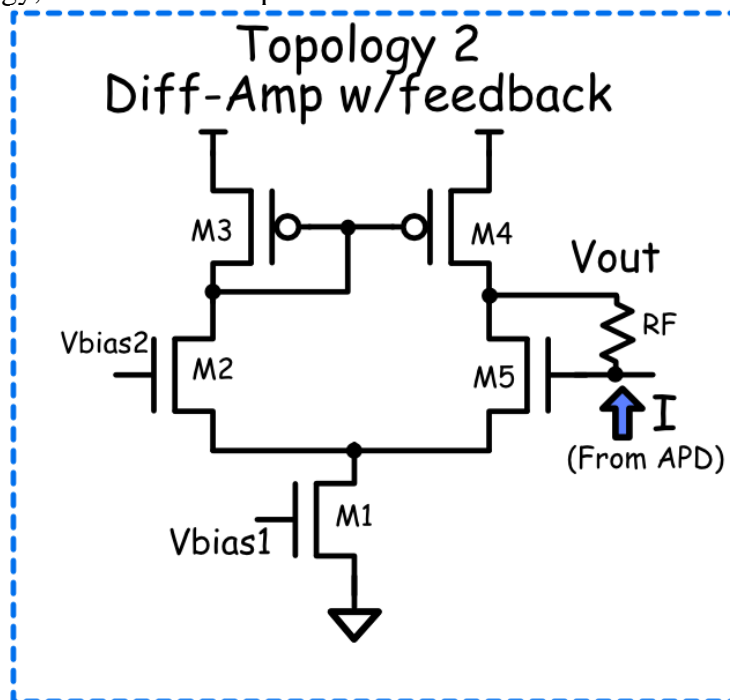 Topology 2
Diff-Amp w/feedback
M3
M4
Vout
RF
Vbias2
M2
M5
I
(From APD)
M1
Vbias1